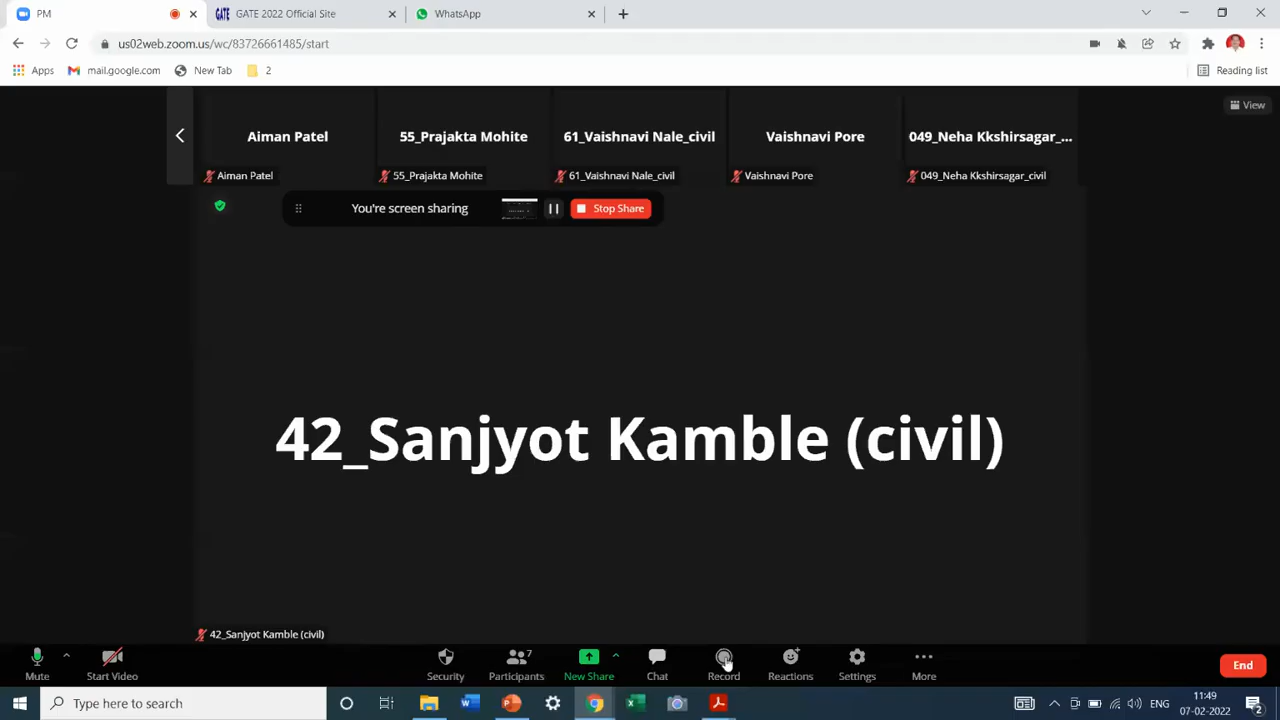 PM
GATE 2022 Official Site
WhatsApp
us02web.zoom.us/wc/83726661485/start
Apps
mail.google.com
New Tab
2
Reading list
View
Aiman Patel
55_Prajakta Mohite
61_Vaishnavi Nale_civil
Vaishnavi Pore
049_Neha Kkshirsagar_...
Aiman Patel
55_Prajakta Mohite
61_Vaishnavi Nale_civil
Vaishnavi Pore
049_Neha Kkshirsagar_civil
You're screen sharing
Stop Share
42_Sanjyot Kamble (civil)
42_Sanjyot Kamble (civil)
Mute
Start Video
Security
7
Participants
New Share
Chat
Record
Reactions
Settings
More
End
Type here to search
ENG
11:49
07-02-2022
2